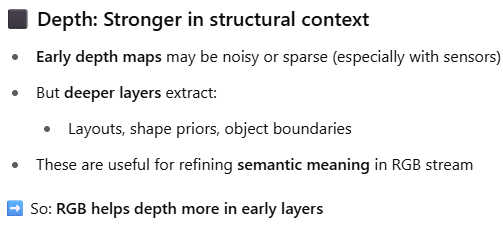 Depth: Stronger in structural context
Early depth maps may be noisy or sparse (especially with sensors)
But deeper layers extract:
Layouts, shape priors, object boundaries
These are useful for refining semantic meaning in RGB stream
So: RGB helps depth more in early layers